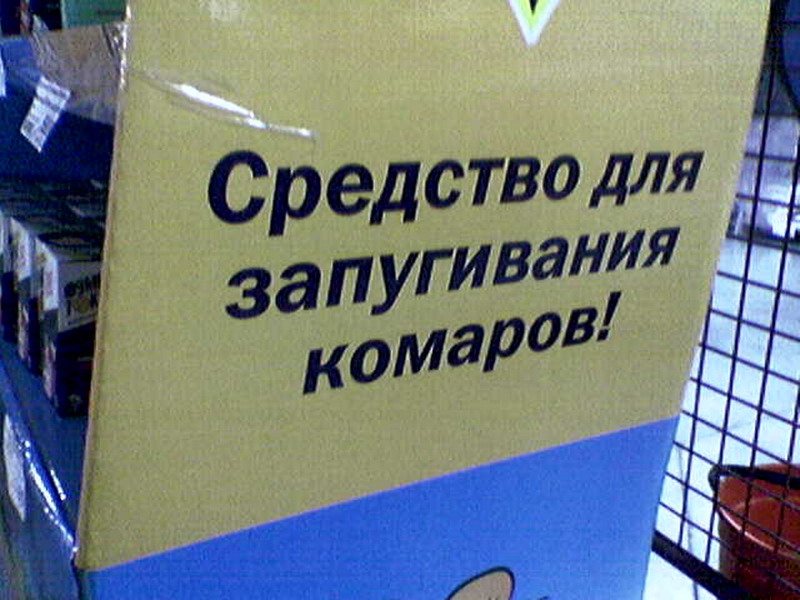 Средство для
запугивания
комаров!